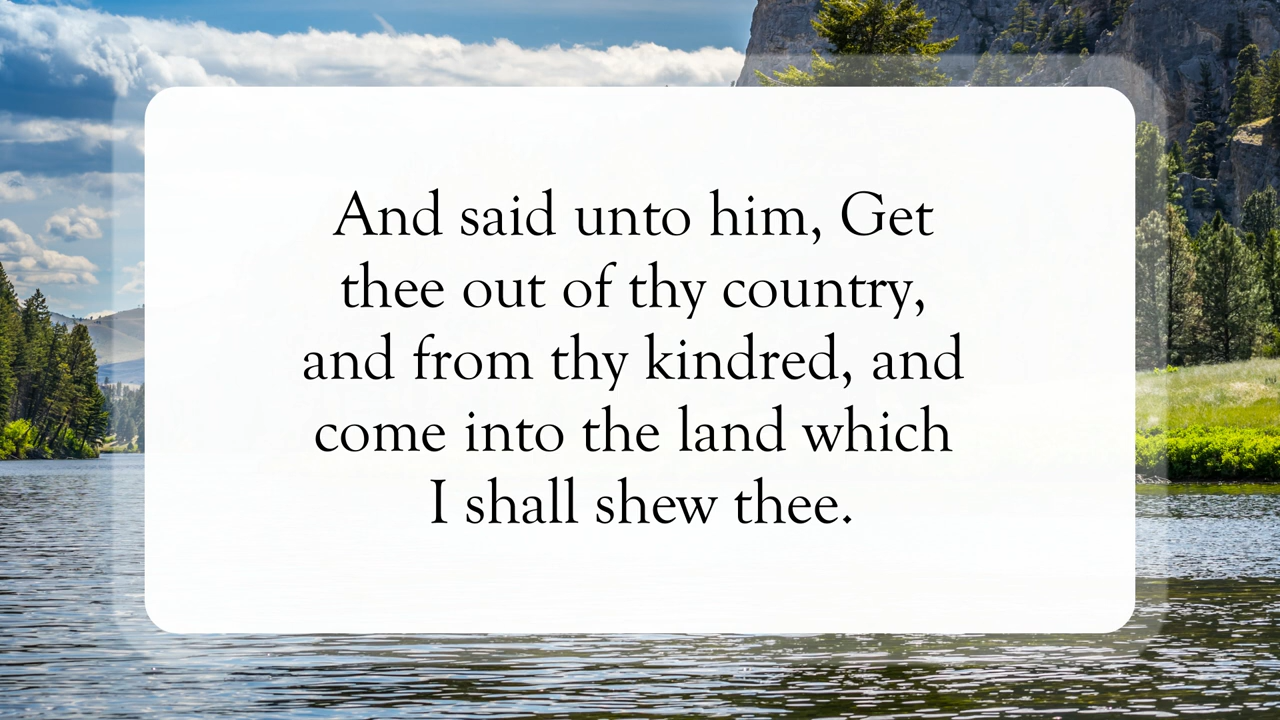 And said unto him, Get
thee out of thy country,
and from thy kindred, and
come into the land which
I shall shew thee.